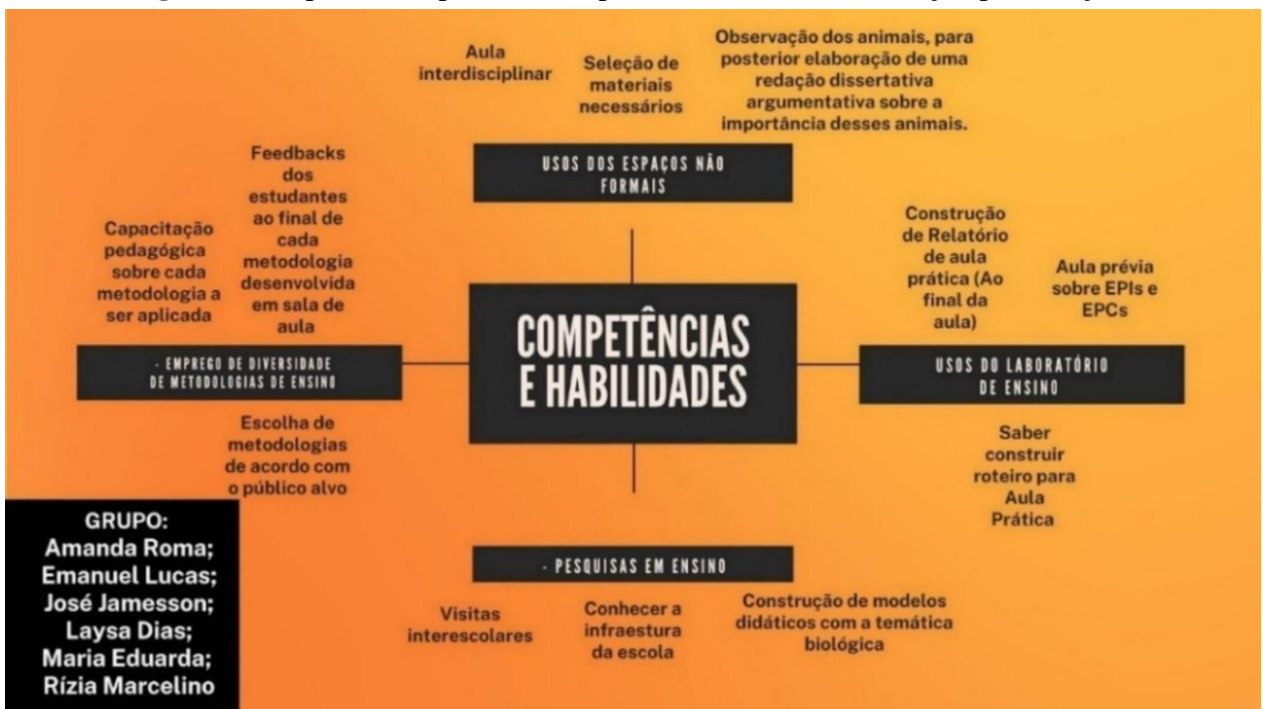 Aula
interdisciplinar
Seleção de
materiais
necessários
Observação dos animais, para
posterior elaboração de uma
redação dissertativa
argumentativa sobre a
importância desses animais.
USOS DOS ESPAÇOS NÃO
FORMAIS
Capacitação
pedagógica
sobre cada
metodologia a
ser aplicada
Feedbacks
dos
estudantes
ao final de
cada
metodologia
desenvolvida
em sala de
aula
- EMPREGO DE DIVERSIDADE
DE METODOLOGIAS DE ENSINO
Escolha de
metodologias
de acordo com
o público alvo
COMPETÊNCIAS
E HABILIDADES
Construção
de Relatório
de aula
prática (Ao
final da
aula)
Aula prévia
sobre EPIs e
EPCs
USOS DO LABORATÓRIO
DE ENSINO
Saber
construir
roteiro para
Aula
Prática
- PESQUISAS EM ENSINO
Visitas
interescolares
Conhecer a
infraestura
da escola
Construção de modelos
didáticos com a temática
biológica
GRUPO:
Amanda Roma;
Emanuel Lucas;
José Jamesson;
Laysa Dias;
Maria Eduarda;
Rízia Marcelino